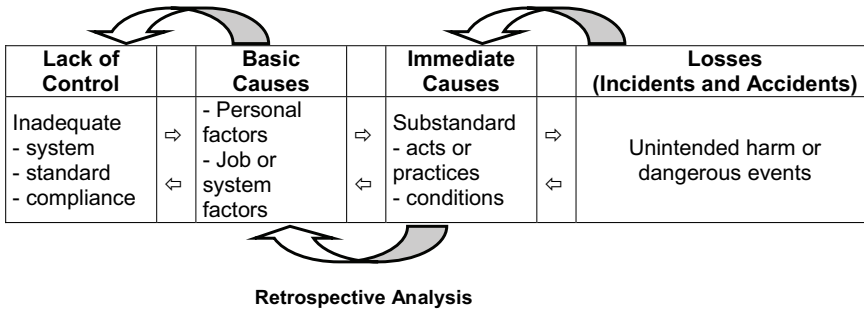 Lack of
Control
Basic
Causes
Immediate
Causes
Losses
(Incidents and Accidents)
Inadequate
- system
- standard
- compliance
⇨
⇦
- Personal
factors
- Job or
system
factors
⇨
⇦
Substandard
- acts or
practices
- conditions
⇨
⇦
Unintended harm or
dangerous events
Retrospective Analysis